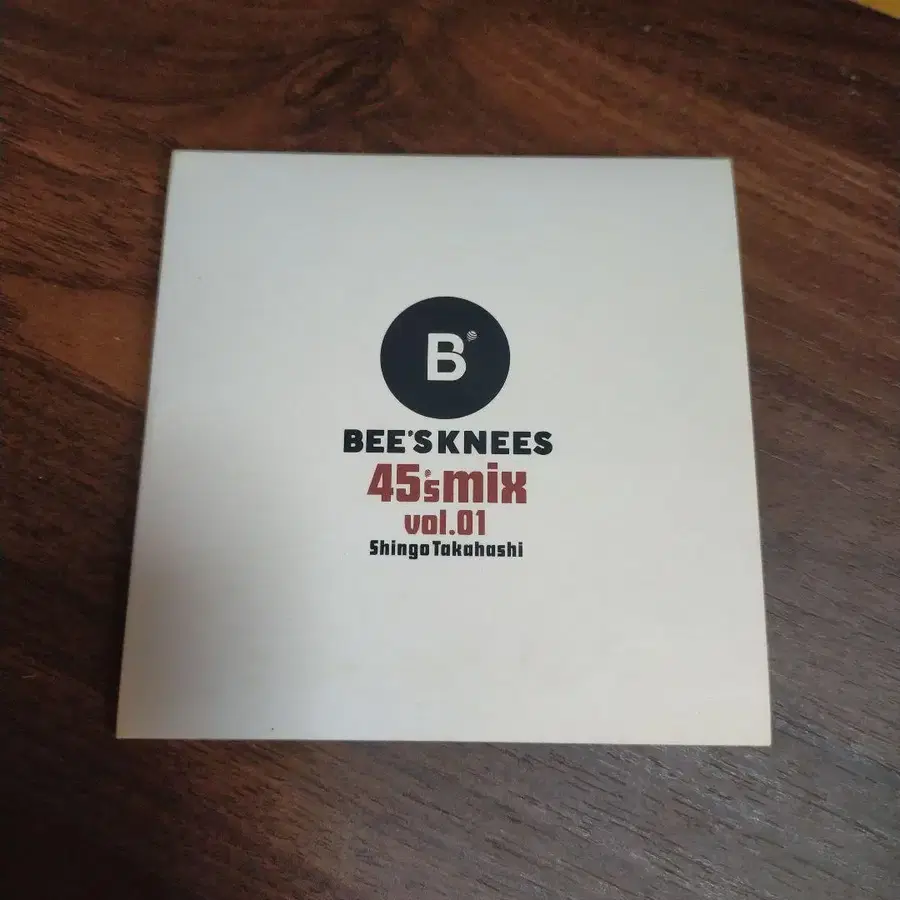 B
BEE'S KNEES
45's mix
vol.01
Shingo Takahashi